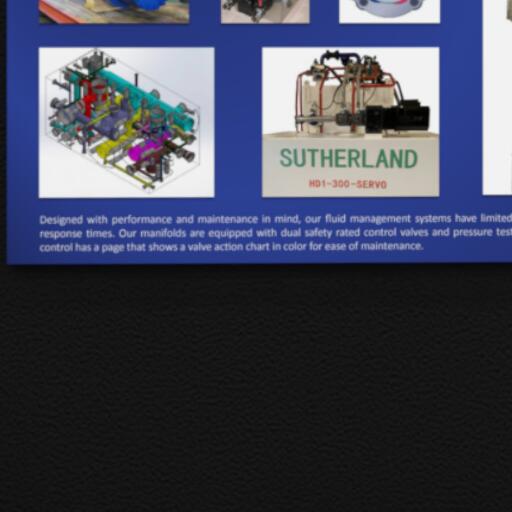 SUTHERLAND
HD1-300-SERVO
Designed with performance and maintenance in mind, our fluid management systems have limited
response times. Our manifolds are equipped with dual safety rated control valves and pressure test
control has a page that shows a valve action chart in color for ease of maintenance.